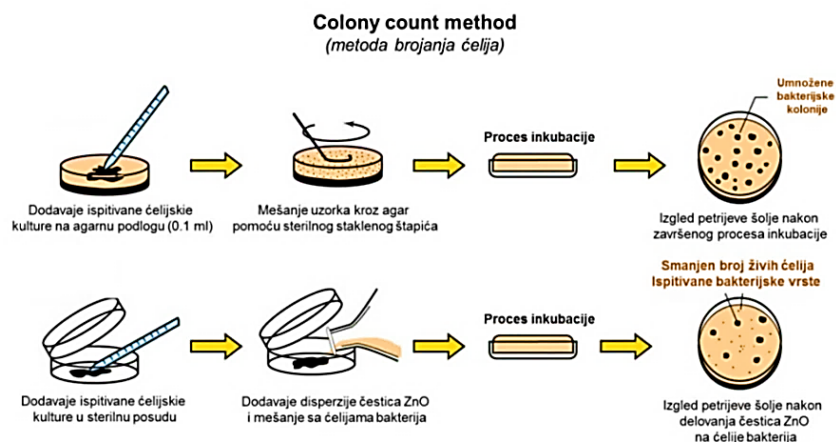 Colony count method
(metoda brojanja ćelija)
Umnožene
bakterijske
kolonije
Proces inkubacije
Dodavaje ispitivane ćelijske
kulture na agarnu podlogu (0.1 ml)
Mešanje uzorka kroz agar
pomoću sterilnog staklenog štapića
Izgled petrijeve šolje nakon
završenog procesa inkubacije
Smanjen broj živih ćelija
Ispitivane bakterijske vrste
Proces inkubacije
Dodavaje ispitivane ćelijske
kulture u sterilnu posudu
Dodavaje disperzije čestica ZnO
i mešanje sa ćelijama bakterija
Izgled petrijeve šolje nakon
delovanja čestica ZnO
na ćelije bakterija